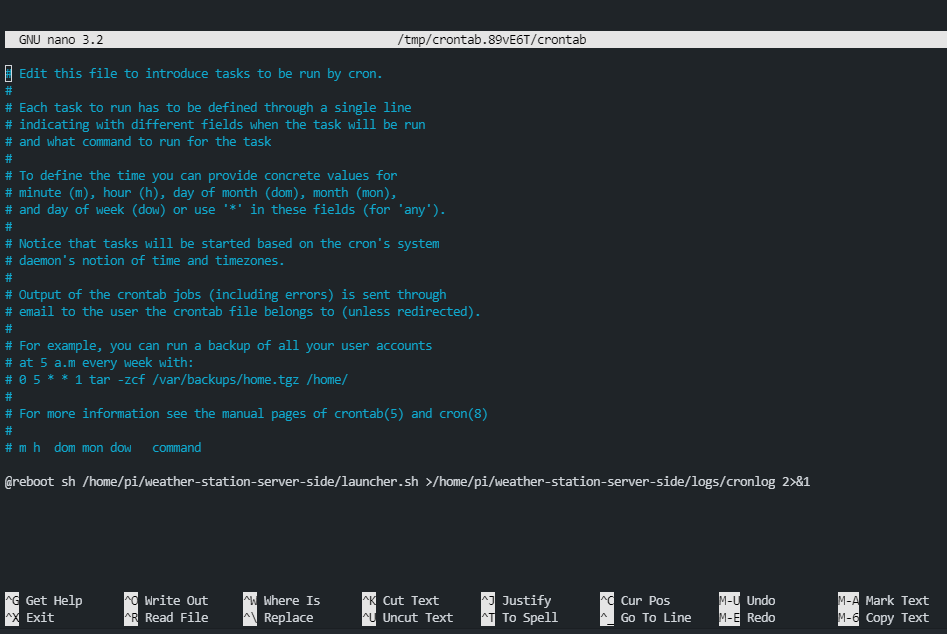 GNU nano 3.2 /tmp/crontab.89vE6T/crontab
# Edit this file to introduce tasks to be run by cron.
#
# Each task to run has to be defined through a single line
# indicating with different fields when the task will be run
# and what command to run for the task
#
# To define the time you can provide concrete values for
# minute (m), hour (h), day of month (dom), month (mon),
# and day of week (dow) or use '*' in these fields (for 'any').
#
# Notice that tasks will be started based on the cron's system
# daemon's notion of time and timezones.
#
# Output of the crontab jobs (including errors) is sent through
# email to the user the crontab file belongs to (unless redirected).
#
# For example, you can run a backup of all your user accounts
# at 5 a.m every week with:
# 0 5 * * 1 tar -zcf /var/backups/home.tgz /home/
#
# For more information see the manual pages of crontab(5) and cron(8)
#
# m h  dom mon dow   command
@reboot sh /home/pi/weather-station-server-side/launcher.sh >/home/pi/weather-station-server-side/logs/cronlog 2>&1
^G Get Help ^O Write Out ^W Where Is ^K Cut Text ^J Justify ^C Cur Pos M-U Undo M-A Mark Text
^X Exit ^R Read File ^\ Replace ^U Uncut Text ^T To Spell ^_ Go To Line M-E Redo M-6 Copy Text